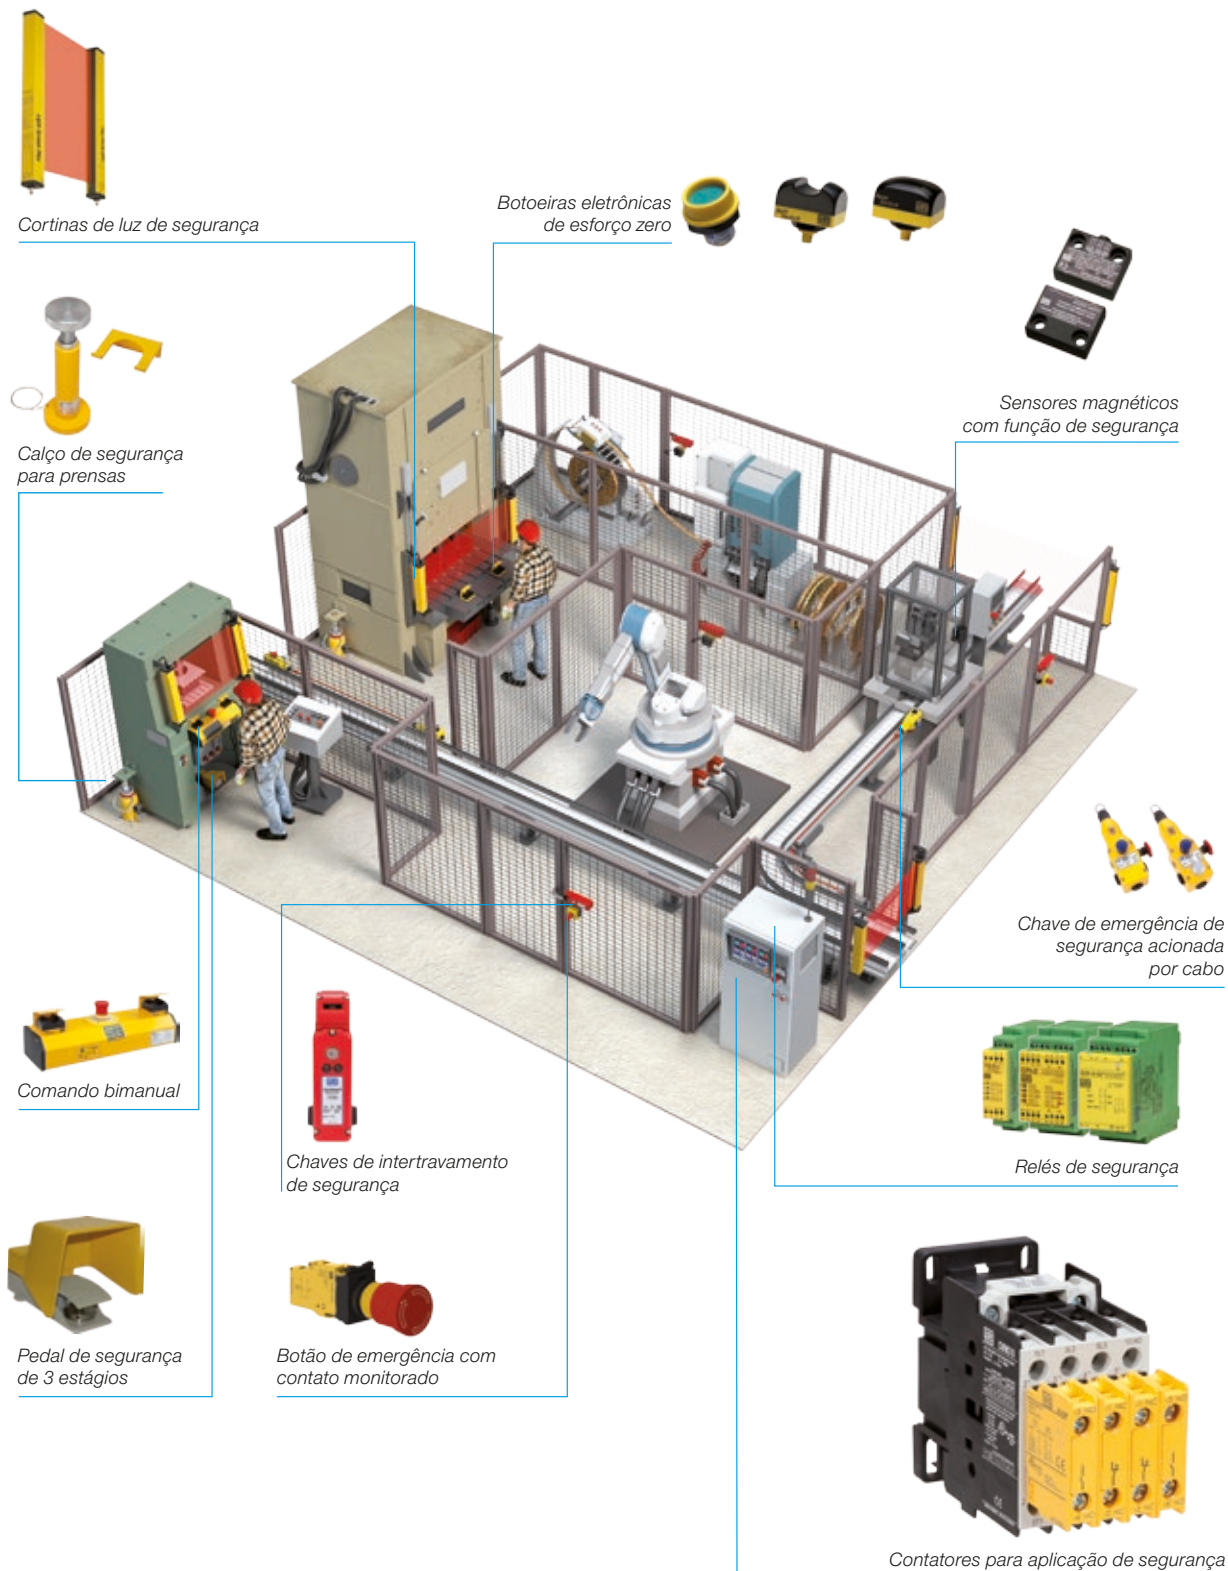 Cortinas de luz de segurança
Botoeiras eletrônicas
de esforço zero
Sensores magnéticos
com função de segurança
Calço de segurança
para prensas
Chave de emergência de
segurança acionada
por cabo
Comando bimanual
Chaves de intertravamento
de segurança
Relés de segurança
Pedal de segurança
de 3 estágios
Botão de emergência com
contato monitorado
Contatores para aplicação de segurança